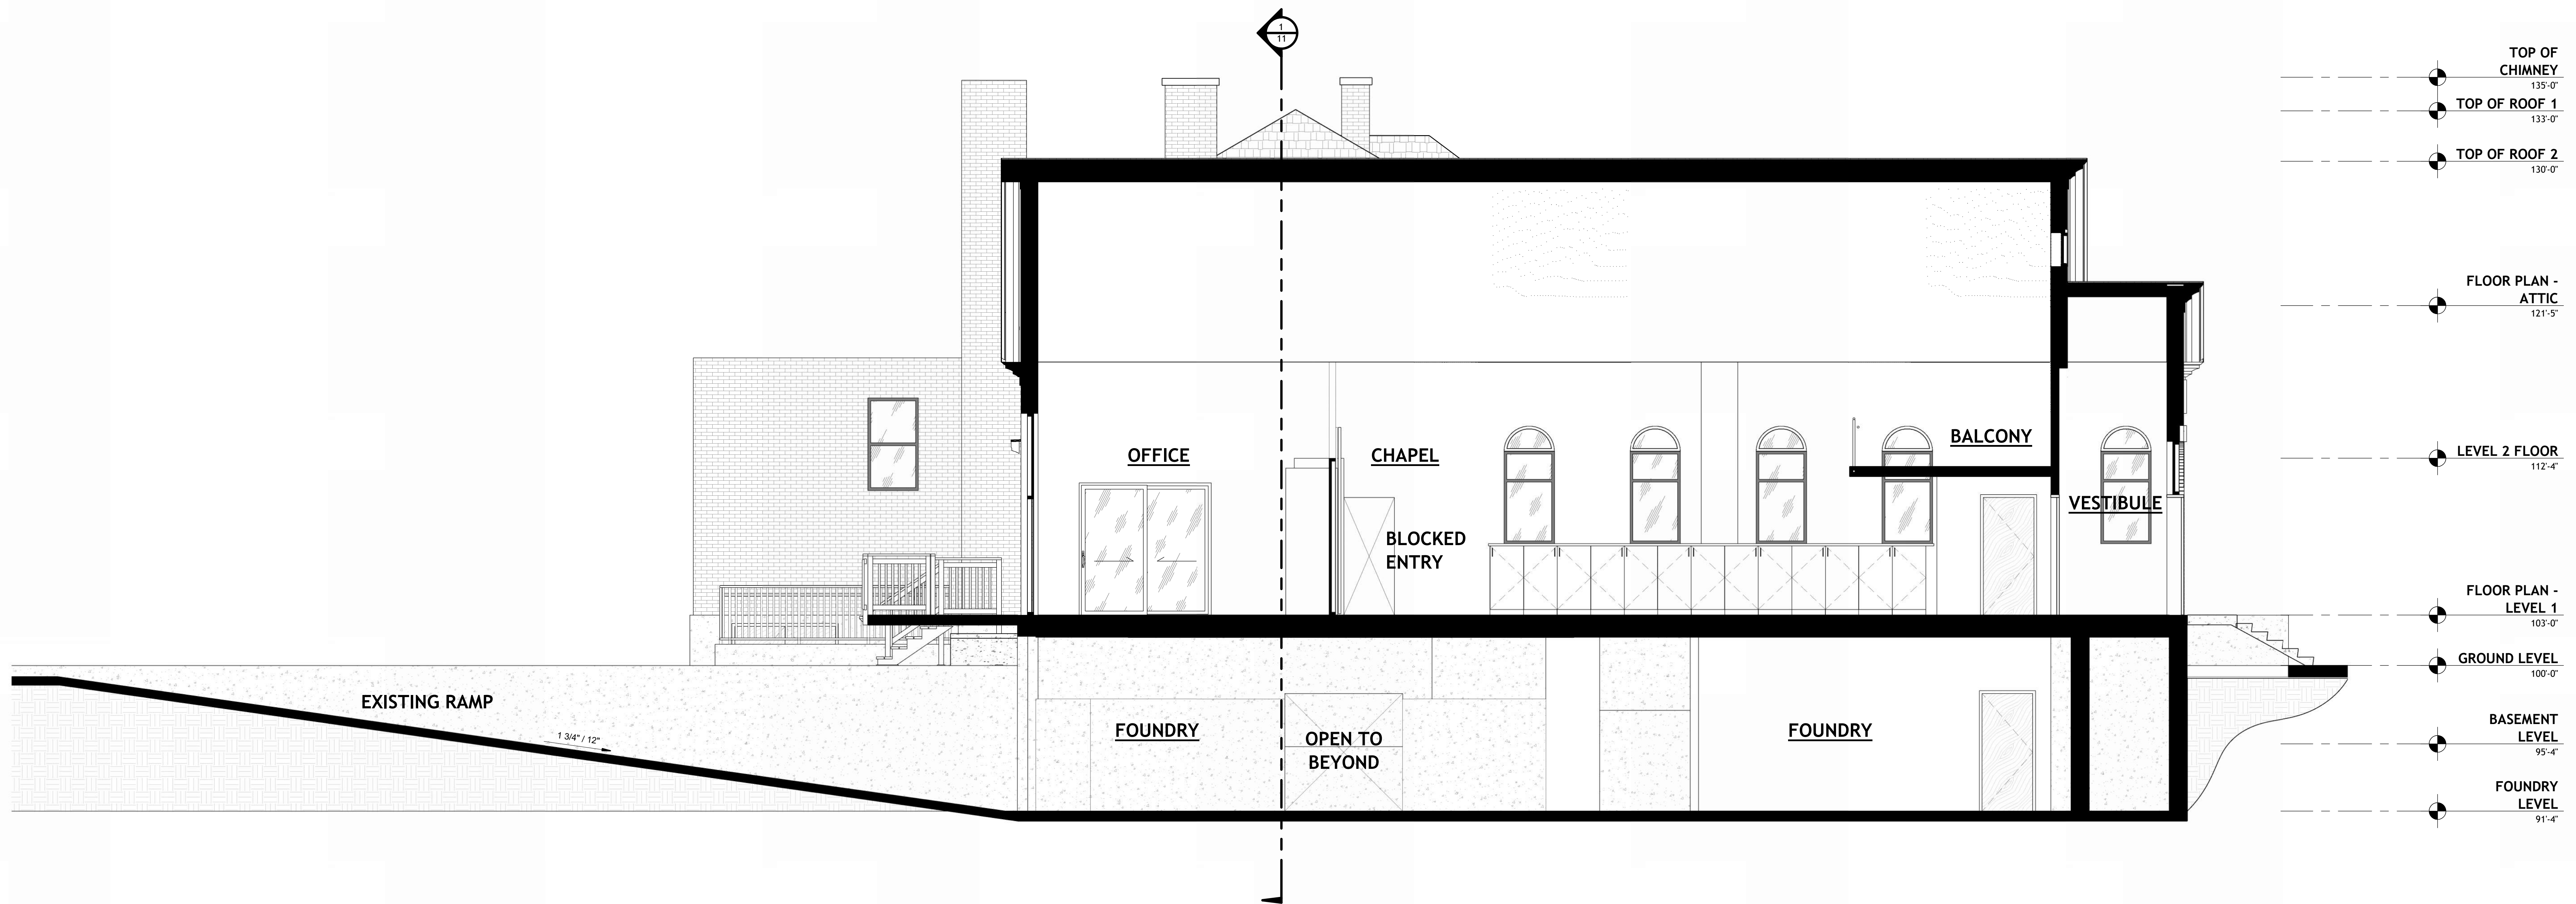 1
11
TOP OF
CHIMNEY
135'-0"
TOP OF ROOF 1
133'-0"
TOP OF ROOF 2
130'-0"
FLOOR PLAN -
ATTIC
121'-5"
OFFICE
CHAPEL
BALCONY
LEVEL 2 FLOOR
112'-4"
VESTIBULE
BLOCKED
ENTRY
FLOOR PLAN -
LEVEL 1
103'-0"
GROUND LEVEL
100'-0"
EXISTING RAMP
1 3/4" / 12"
FOUNDRY
OPEN TO
BEYOND
FOUNDRY
BASEMENT
LEVEL
95'-4"
FOUNDRY
LEVEL
91'-4"